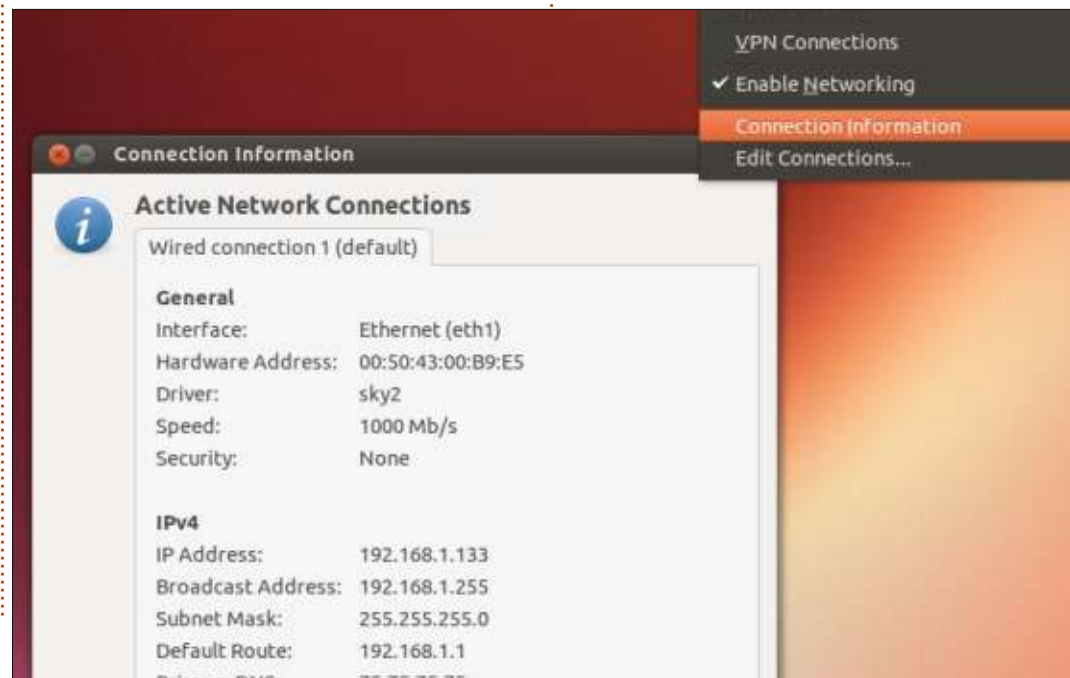 VPN Connections
✔ Enable Networking
Connection Information
Edit Connections...
Connection Information
Active Network Connections
Wired connection 1 (default)
General
Interface: Ethernet (eth1)
Hardware Address: 00:50:43:00:B9:E5
Driver: sky2
Speed: 1000 Mb/s
Security: None
IPv4
IP Address: 192.168.1.133
Broadcast Address: 192.168.1.255
Subnet Mask: 255.255.255.0
Default Route: 192.168.1.1